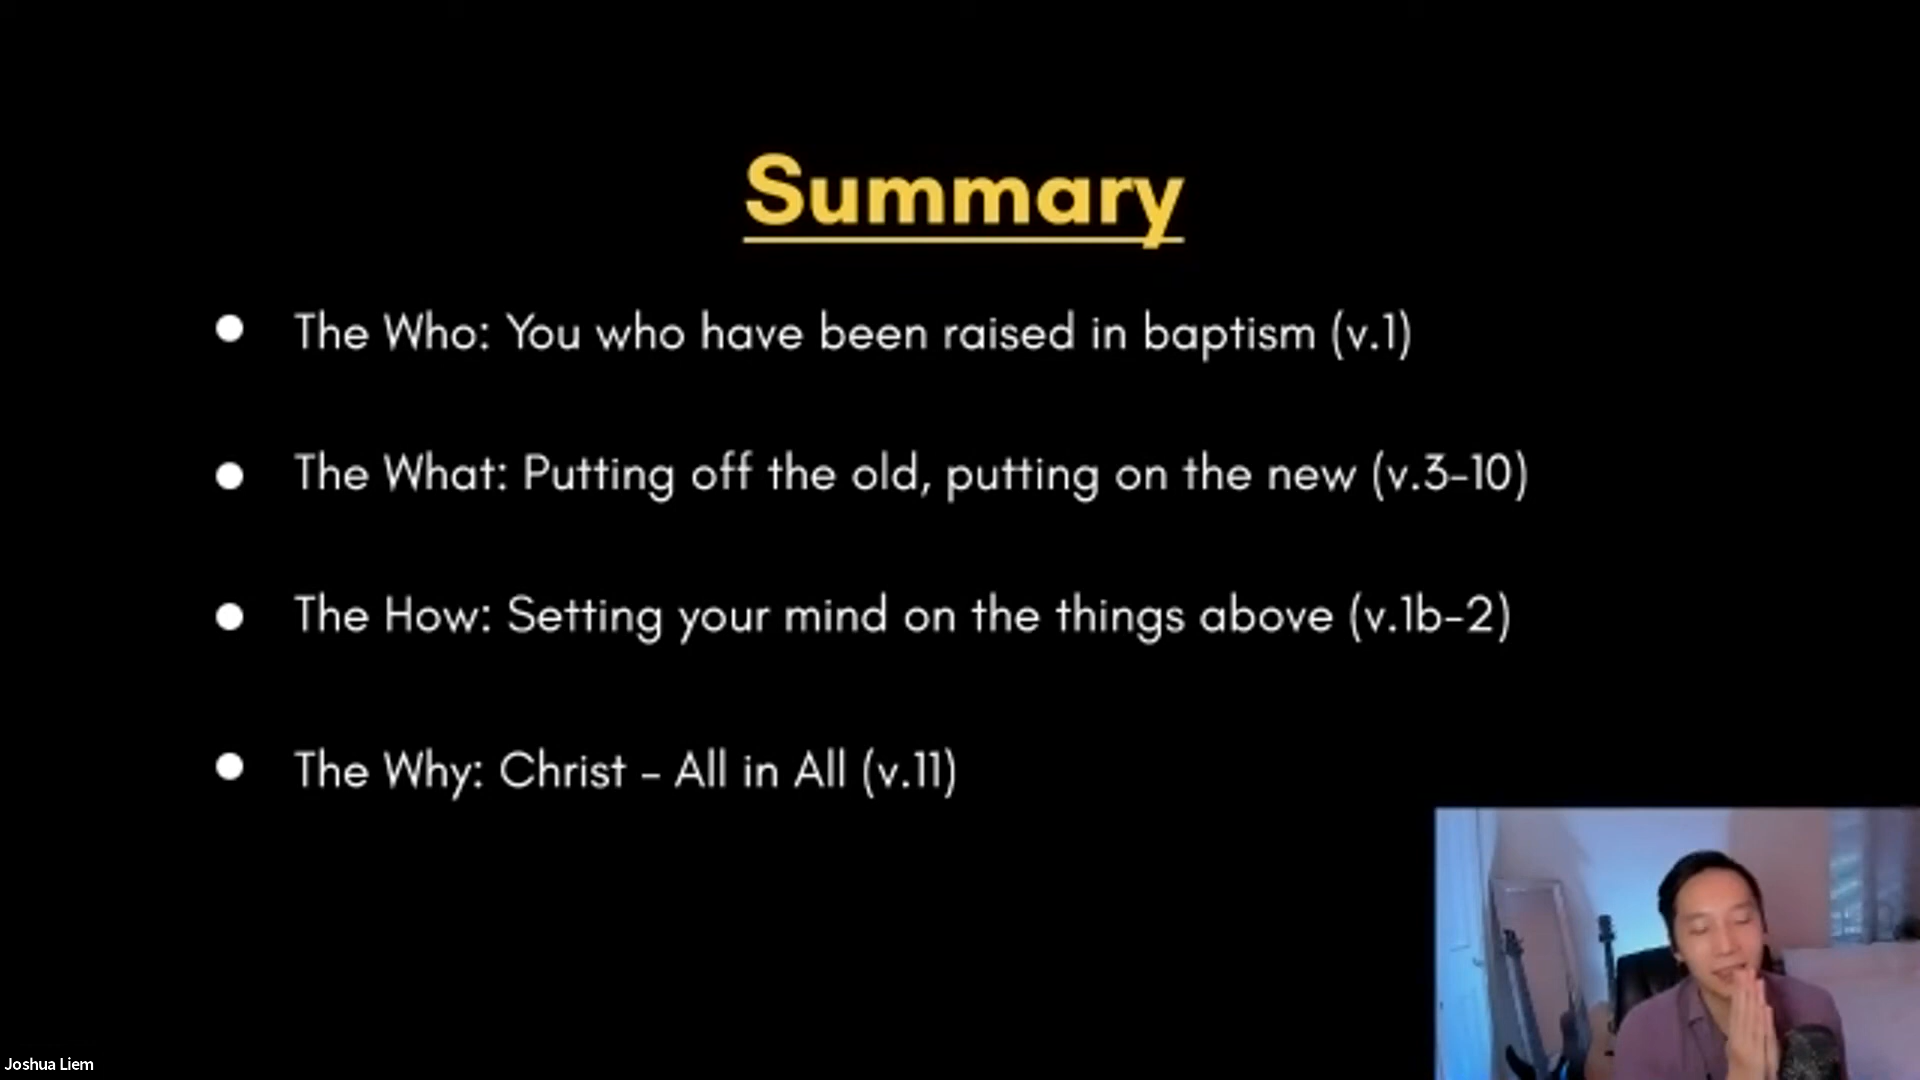 Summary
The Who: You who have been raised in baptism (v.1)
The What: Putting off the old, putting on the new (v.3-10)
The How: Setting your mind on the things above (v.1b-2)
The Why: Christ - All in All (v.11)
Joshua Liem